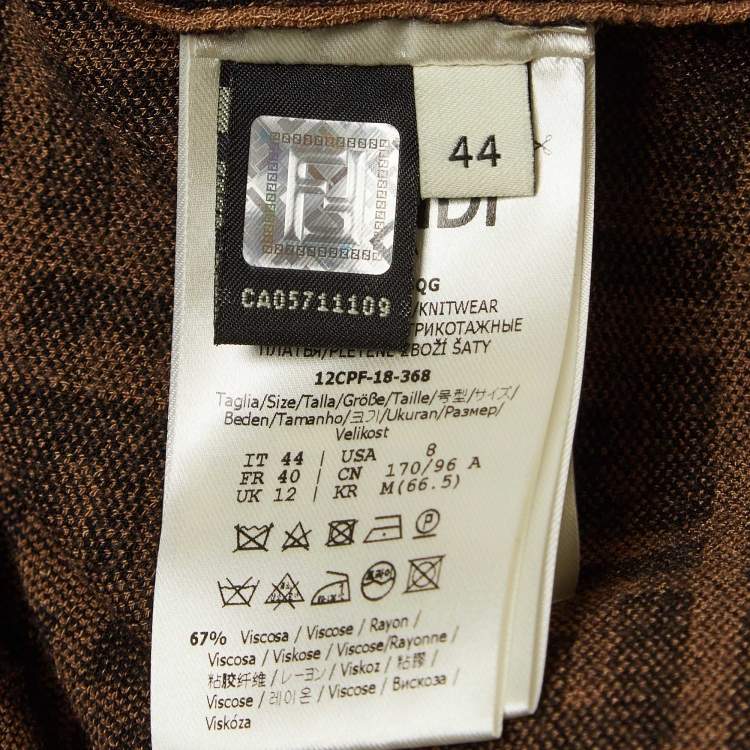 44
CA05711109
DI
QG
/KNITWEAR
ТРИКОТАЖНЫЕ
ПЛАТЬЯ/PLETENÉ ZBOŽÍ ŠATY
12CPF-18-368
Taglia/Size/Talla/Größe/Taille/号型/サイズ/
Beden/Tamanho/크기/Ukuran/Размер/
Velikost
IT 44 | USA 8
FR 40 | CN 170/96 A
UK 12 | KR M(66.5)
P
67% Viscosa / Viscose / Rayon /
Viscosa / Viskose / Viscose/Rayonne /
粘胶纤维 / レーヨン / Viskoz / 粘膠 /
Viscose / 레이온 / Viscose / Вискоза /
Viskóza